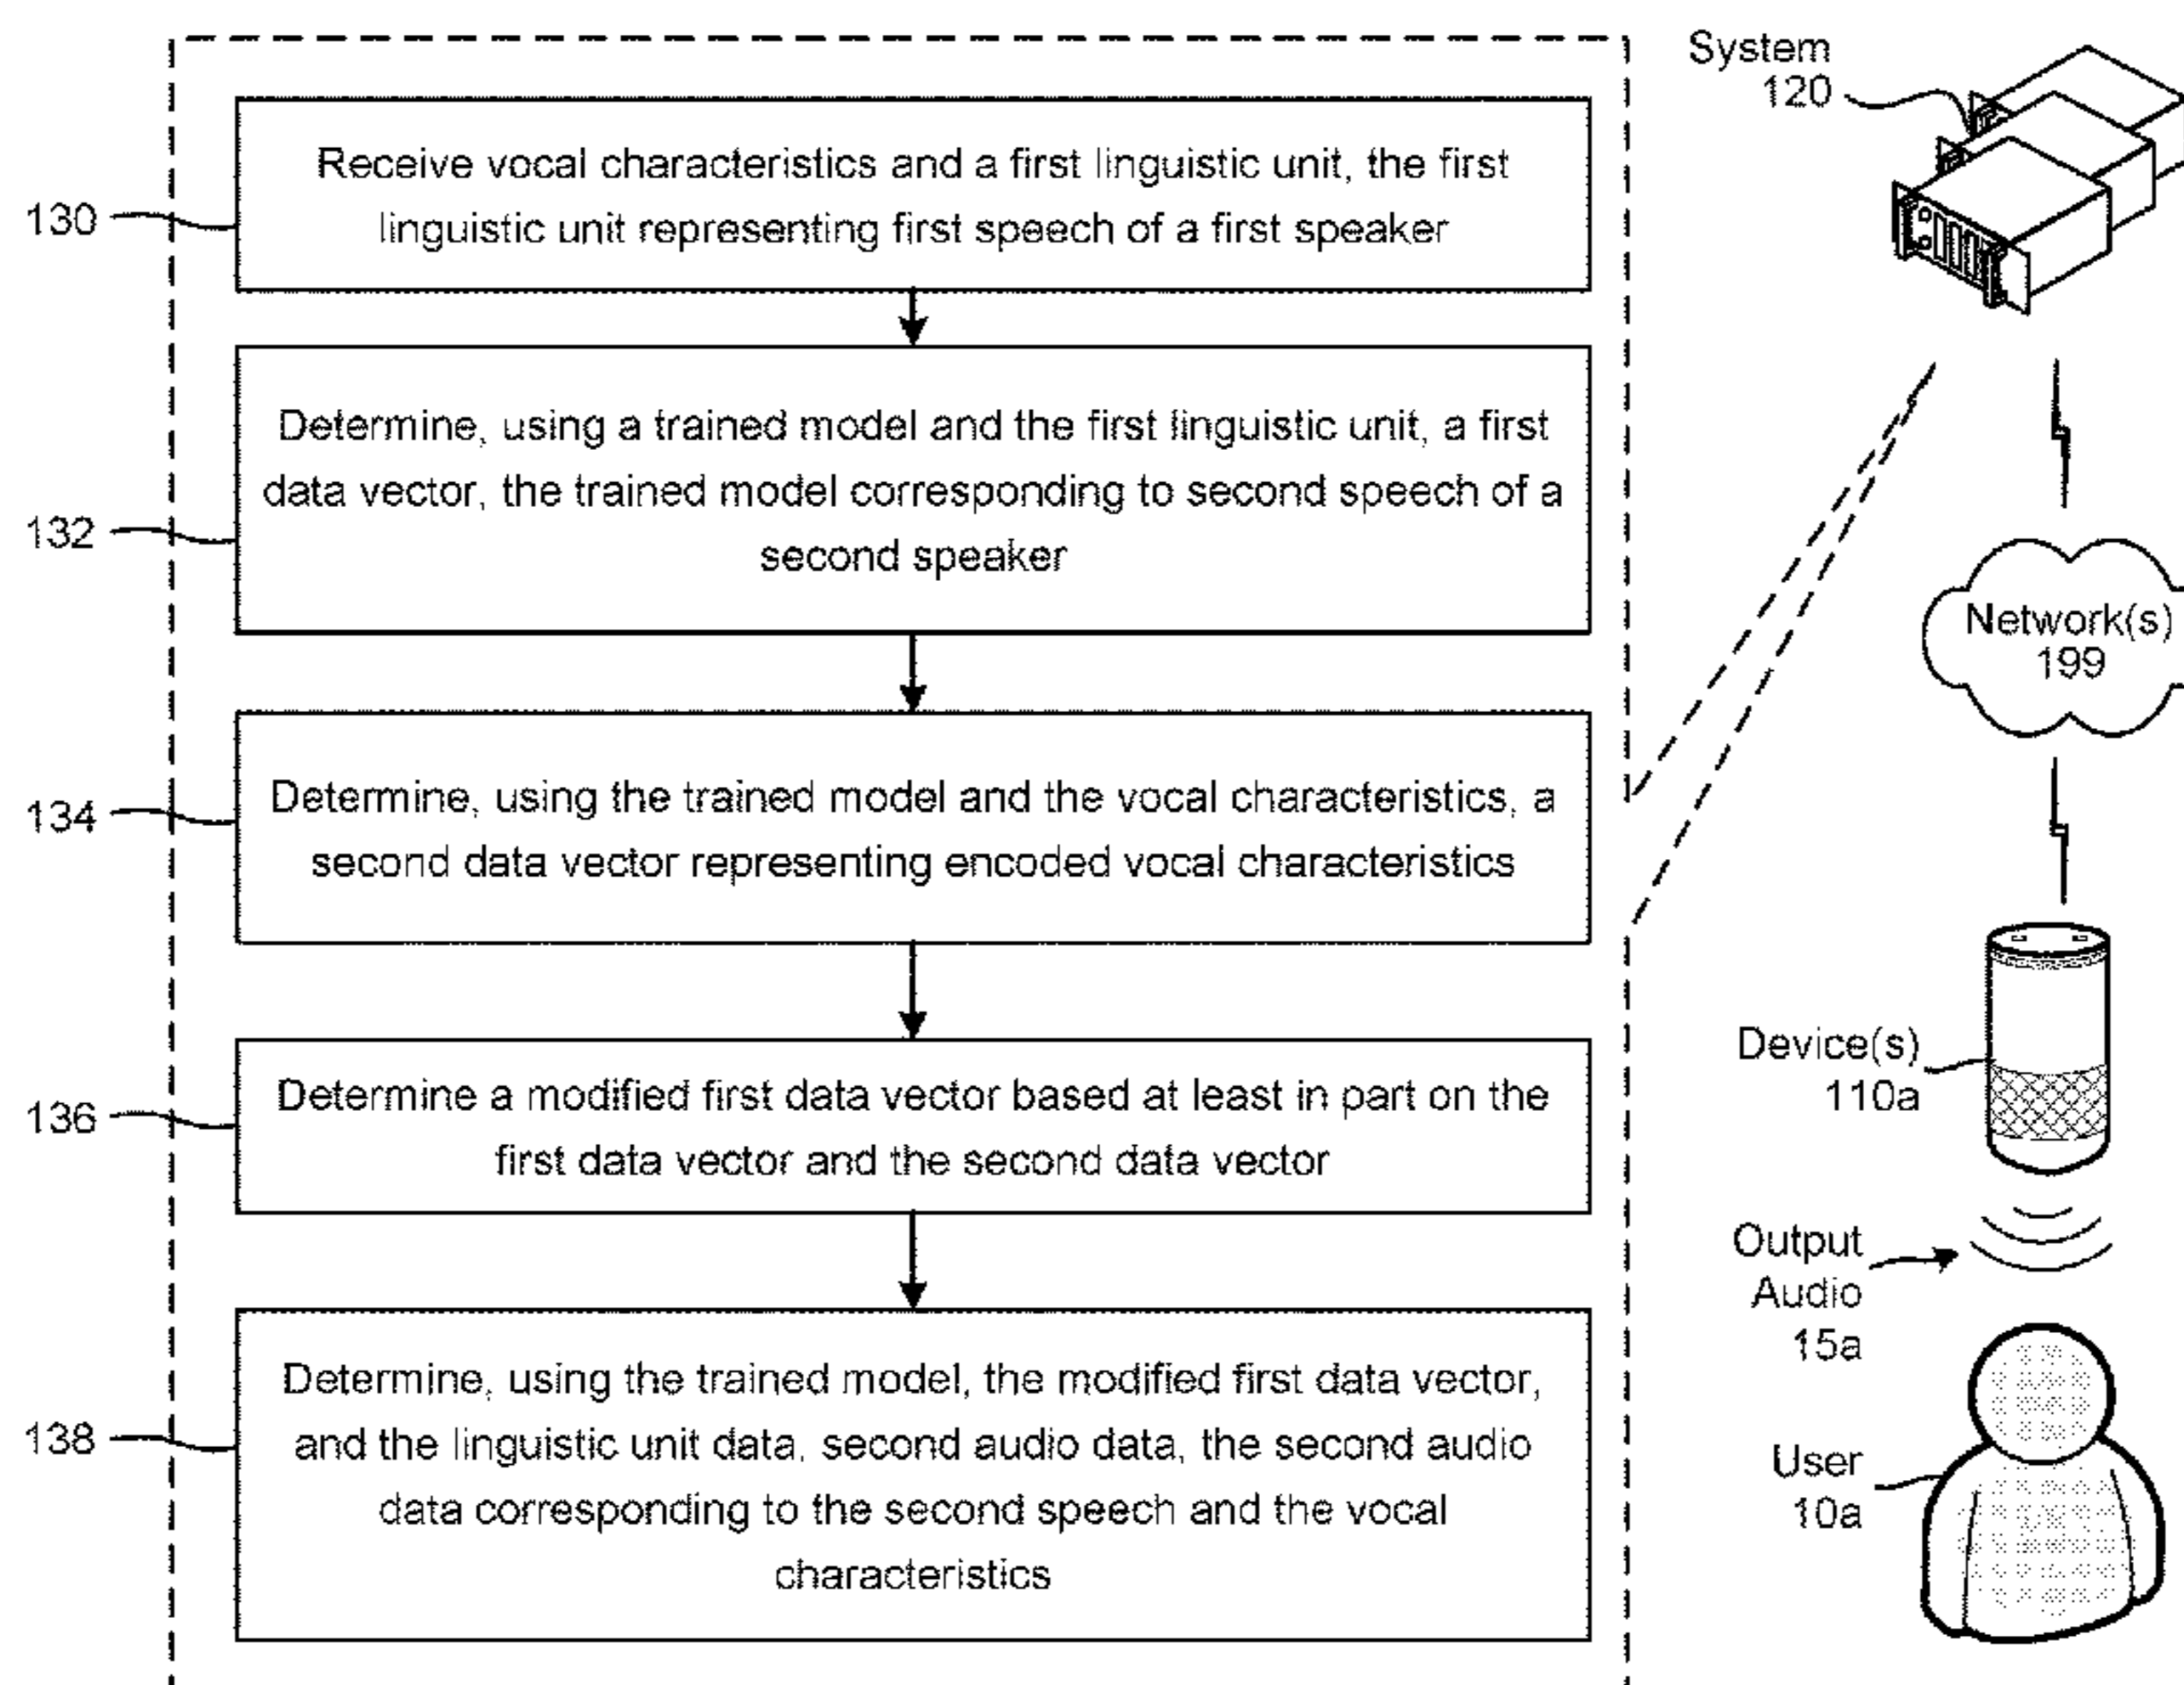 130
Receive vocal characteristics and a first linguistic unit, the first
linguistic unit representing first speech of a first speaker
132
Determine, using a trained model and the first linguistic unit, a first
data vector, the trained model corresponding to second speech of a
second speaker
134
Determine, using the trained model and the vocal characteristics, a
second data vector representing encoded vocal characteristics
136
Determine a modified first data vector based at least in part on the
first data vector and the second data vector
138
Determine, using the trained model, the modified first data vector,
and the linguistic unit data, second audio data, the second audio
data corresponding to the second speech and the vocal
characteristics
System
120
Network(s)
199
Device(s)
110a
Output
Audio
15a
User
10a